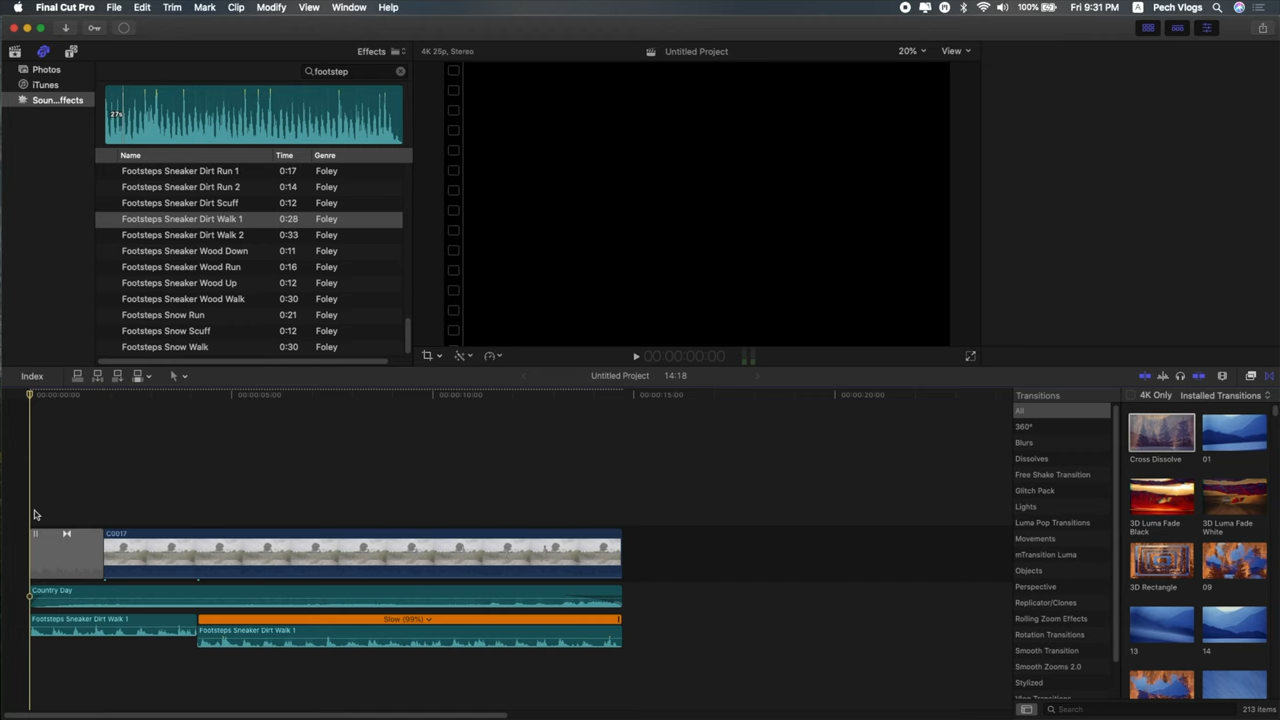 Final Cut Pro File Edit Trim Mark Clip Modify View Window Help 100% A Pech Vlogs Fri 9:31 PM
Effects
4K 25p, Stereo
Untitled Project
20%
View
Photos
iTunes
Soun...ffects
footstep
27s
Name Time Genre
Footsteps Sneaker Dirt Run 1 0:17 Foley
Footsteps Sneaker Dirt Run 2 0:14 Foley
Footsteps Sneaker Dirt Scuff 0:12 Foley
Footsteps Sneaker Dirt Walk 1 0:28 Foley
Footsteps Sneaker Dirt Walk 2 0:33 Foley
Footsteps Sneaker Wood Down 0:11 Foley
Footsteps Sneaker Wood Run 0:16 Foley
Footsteps Sneaker Wood Up 0:12 Foley
Footsteps Sneaker Wood Walk 0:30 Foley
Footsteps Snow Run 0:21 Foley
Footsteps Snow Scuff 0:12 Foley
Footsteps Snow Walk 0:30 Foley
00:00:00:00
Index
Untitled Project 14:18
00:00:00:00 00:00:05:00 00:00:10:00 00:00:15:00 00:00:20:00
C0017
Country Day
Footsteps Sneaker Dirt Walk 1
Slow (99%)
Footsteps Sneaker Dirt Walk 1
Transitions
4K Only
Installed Transitions
All
360°
Blurs
Dissolves
Free Shake Transition
Glitch Pack
Lights
Luma Pop Transitions
Movements
mTransition Luma
Objects
Perspective
Replicator/Clones
Rolling Zoom Effects
Rotation Transitions
Smooth Transition
Smooth Zooms 2.0
Stylized
Cross Dissolve
01
3D Luma Fade Black
3D Luma Fade White
3D Rectangle
09
13
14
Search
213 items